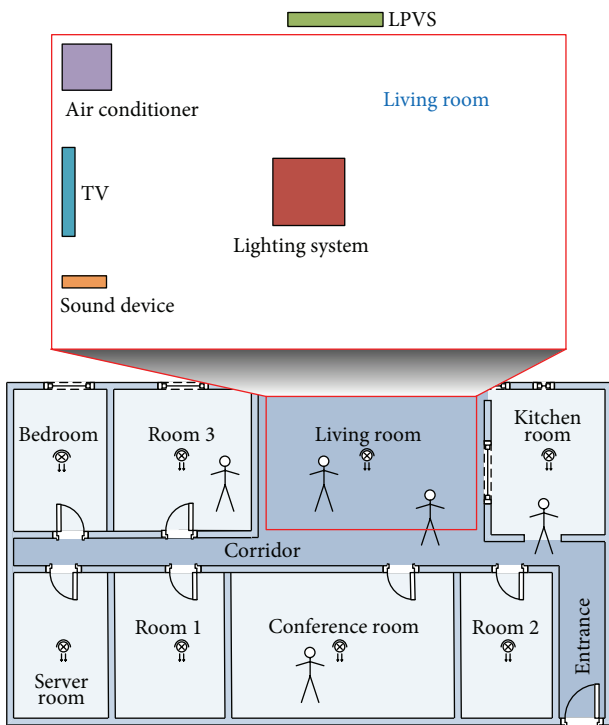 LPVS
Living room
Air conditioner
TV
Lighting system
Sound device
Bedroom
Room 3
Living room
Kitchen
room
Corridor
Server
room
Room 1
Conference room
Room 2
Entrance